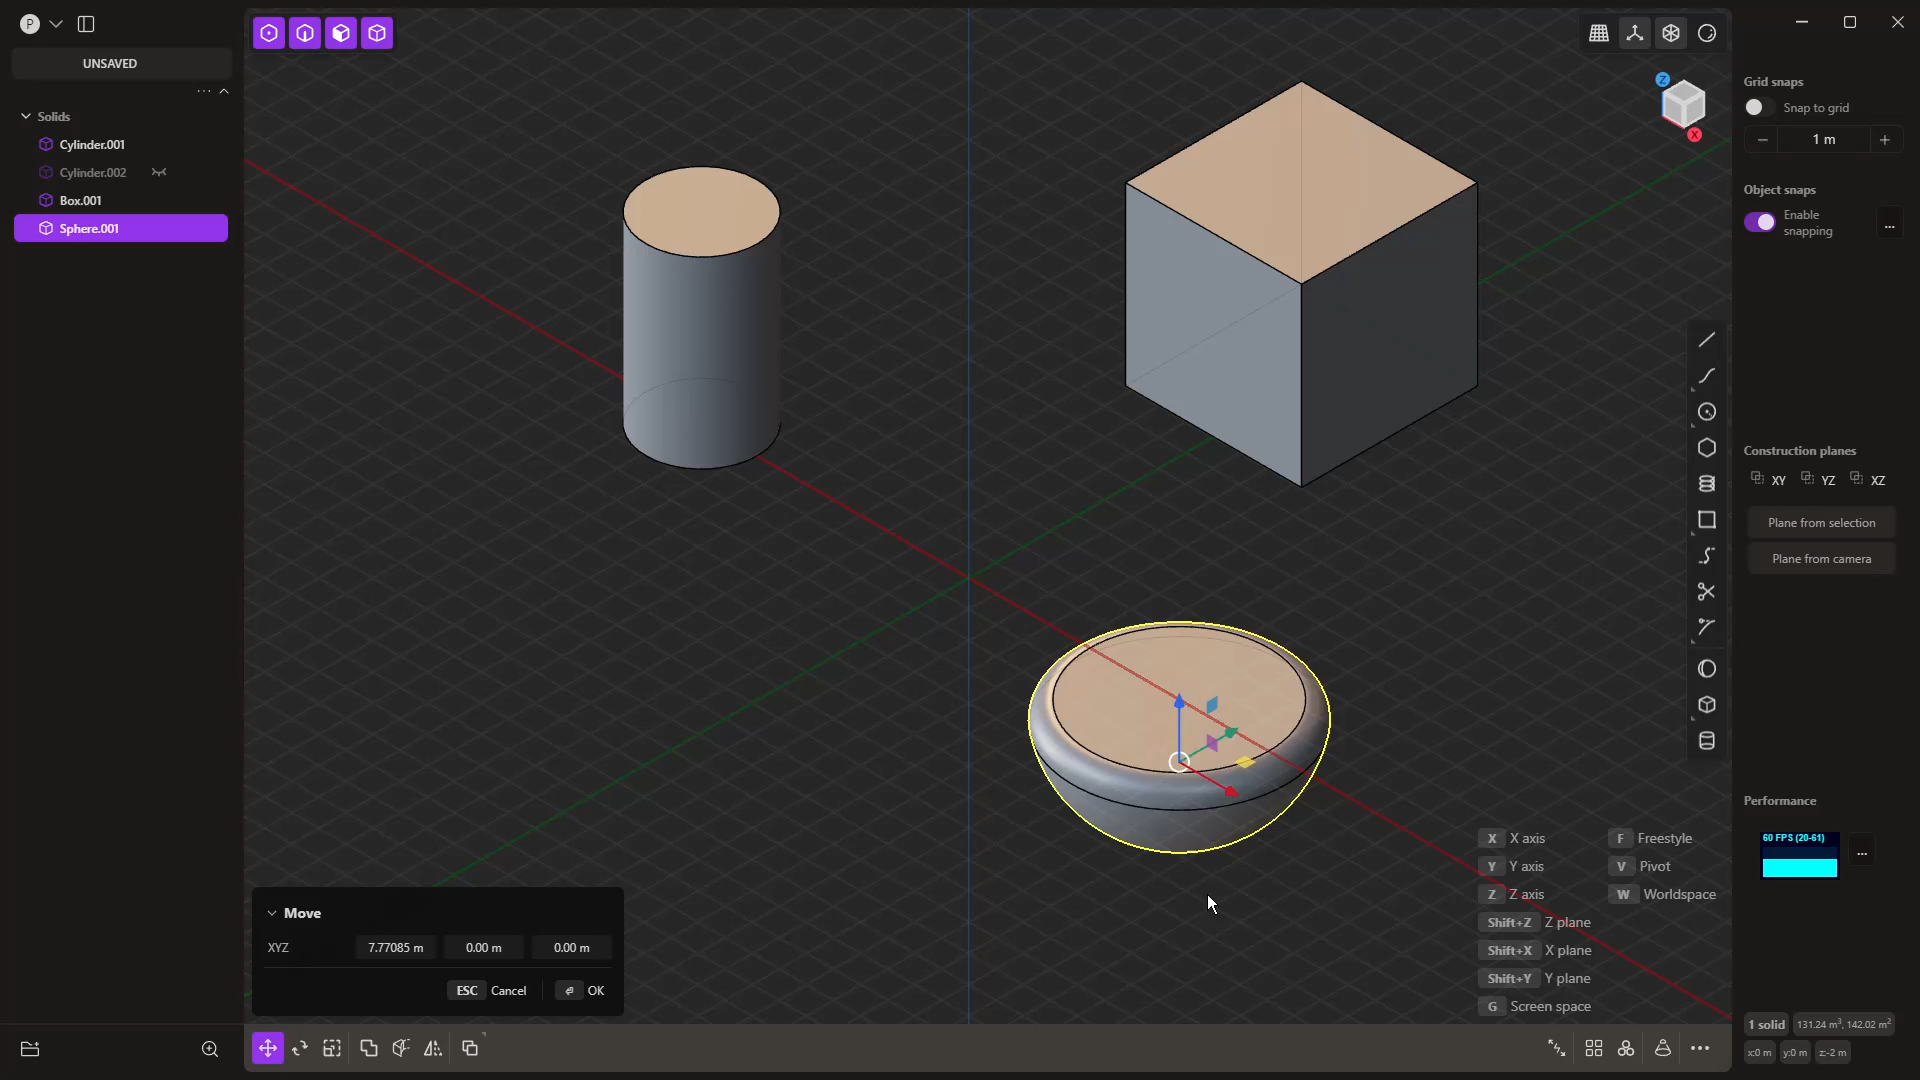 P
UNSAVED
Solids
Cylinder.001
Cylinder.002
Box.001
Sphere.001
Z
X
Grid snaps
Snap to grid
1 m
Object snaps
Enable
snapping
...
Construction planes
XY YZ XZ
Plane from selection
Plane from camera
Performance
60 FPS (20-61)
...
X X axis F Freestyle
Y Y axis V Pivot
Z Z axis W Worldspace
Shift+Z Z plane
Shift+X X plane
Shift+Y Y plane
G Screen space
Move
XYZ 7.77085 m 0.00 m 0.00 m
ESC Cancel OK
1 solid 131.24 m³, 142.02 m²
x:0 m y:0 m z:-2 m